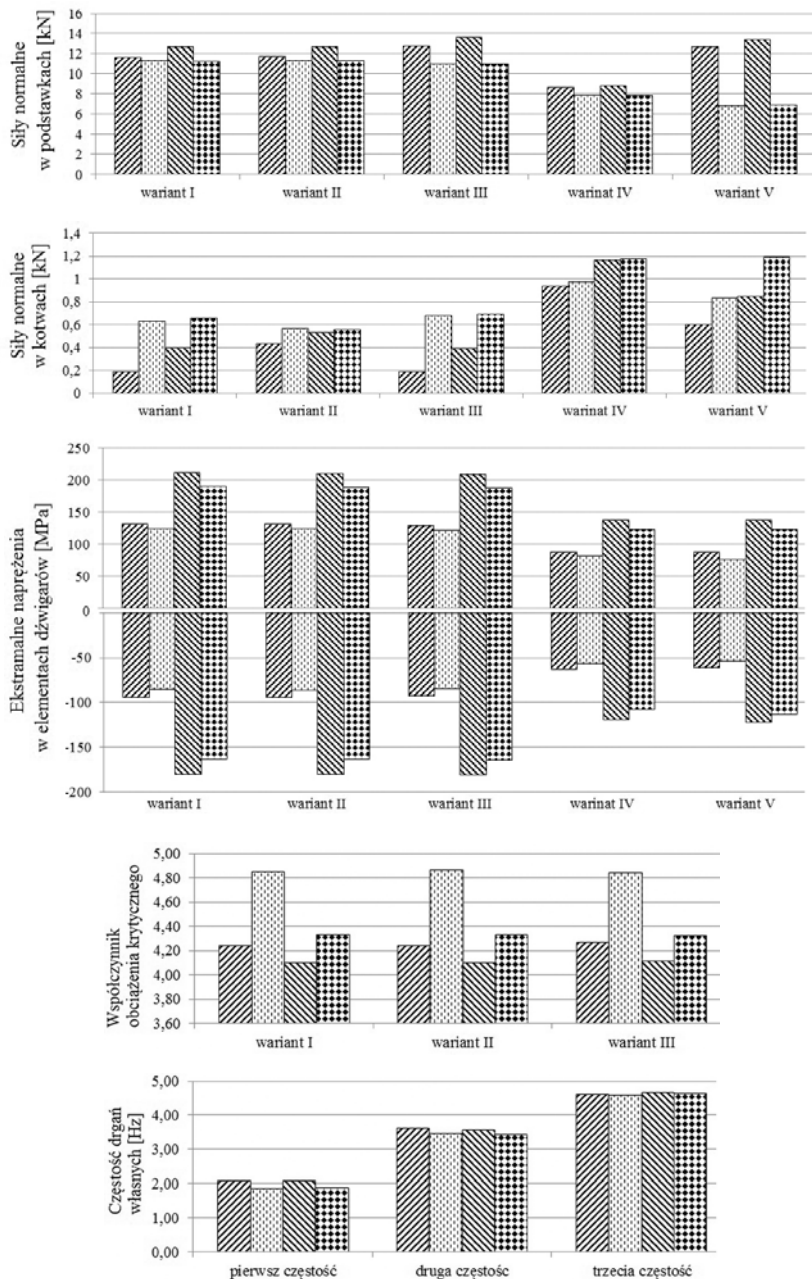 Siły normalne
w podstawkach [kN]
16
14
12
10
8
6
4
2
0
wariant I
wariant II
wariant III
warinat IV
wariant V
Siły normalne
w kotwach [kN]
1,4
1,2
1
0,8
0,6
0,4
0,2
0
wariant I
wariant II
wariant III
warinat IV
wariant V
Ekstramalne naprężenia
w elementach dźwigarów [MPa]
250
200
150
100
50
0
-50
-100
-150
-200
wariant I
wariant II
wariant III
warinat IV
wariant V
Współczynnik
obciążenia krytycznego
5,00
4,80
4,60
4,40
4,20
4,00
3,80
3,60
wariant I
wariant II
wariant III
Częstość drgań
własnych [Hz]
5,00
4,00
3,00
2,00
1,00
0,00
pierwsz częstość
druga częstośc
trzecia częstość